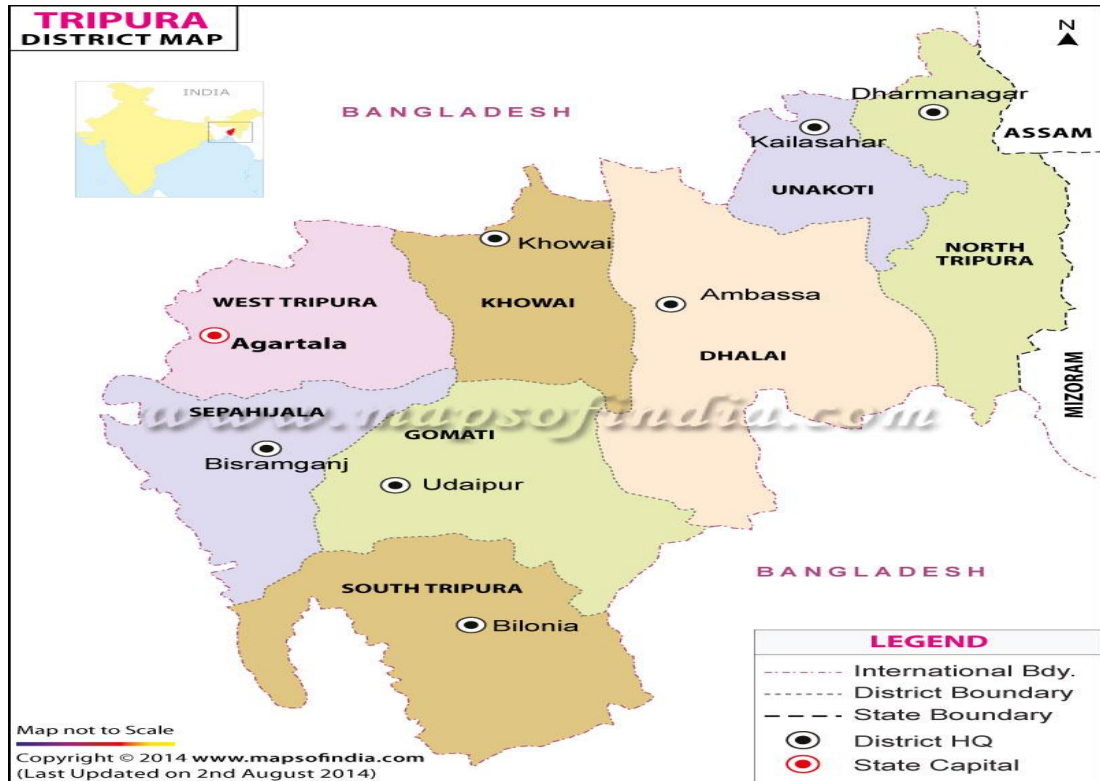 TRIPURA
DISTRICT MAP
N
INDIA
BANGLADESH
Dharmanagar
ASSAM
Kailasahar
UNAKOTI
Khowai
NORTH
TRIPURA
WEST TRIPURA
KHOWAI
Ambassa
Agartala
DHALAI
MIZORAM
SEPAHIJALA
www.mapsofindia.com
GOMATI
Bisramganj
Udaipur
BANGLADESH
SOUTH TRIPURA
Bilonia
LEGEND
International Bdy.
District Boundary
State Boundary
District HQ
State Capital
Map not to Scale
Copyright © 2014 www.mapsofindia.com
(Last Updated on 2nd August 2014)